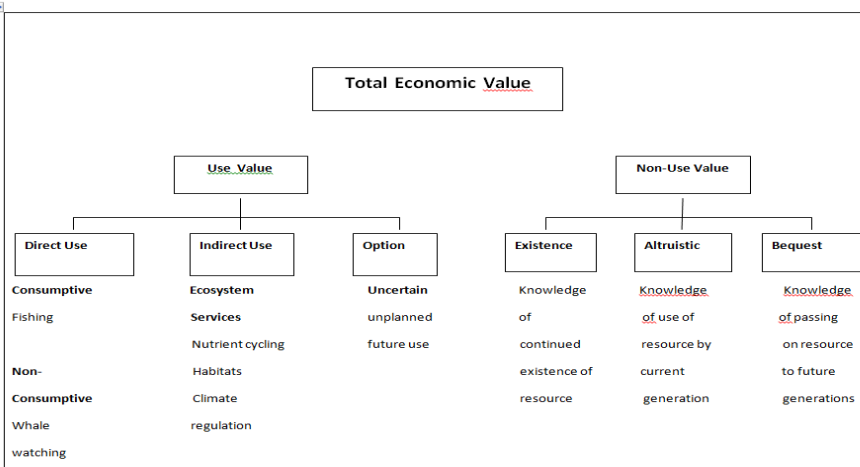 Total Economic Value
Use Value
Non-Use Value
Direct Use
Indirect Use
Option
Existence
Altruistic
Bequest
Consumptive
Fishing
Non-
Consumptive
Whale
watching
Ecosystem
Services
Nutrient cycling
Habitats
Climate
regulation
Uncertain
unplanned
future use
Knowledge
of
continued
existence of
resource
Knowledge
of use of
resource by
current
generation
Knowledge
of passing
on resource
to future
generations